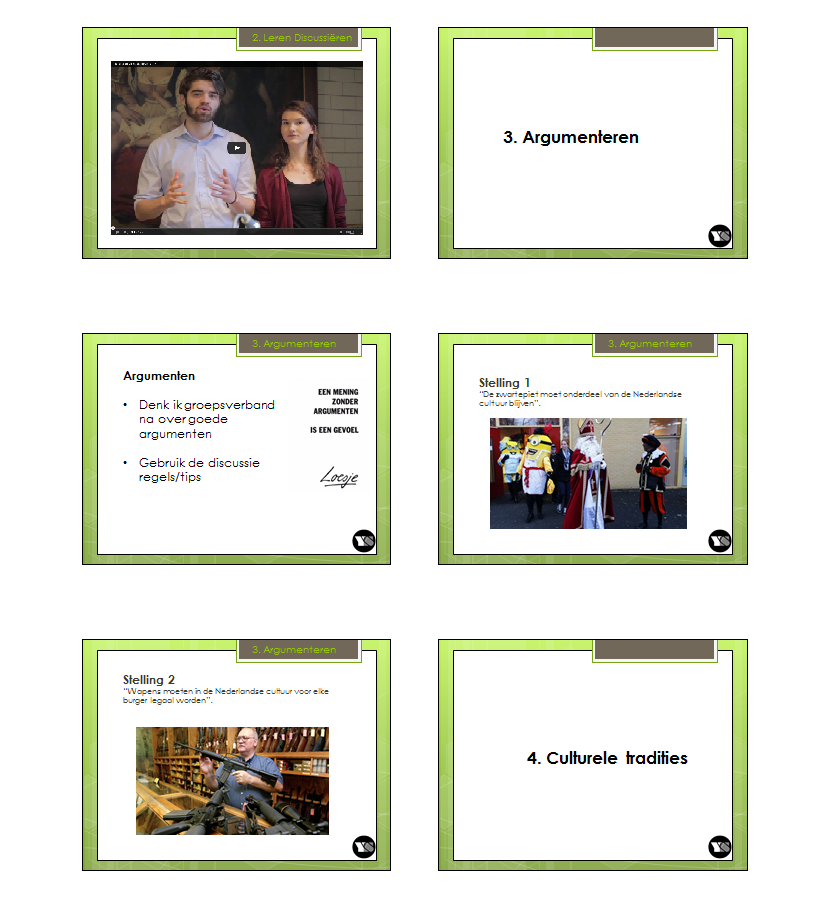 2. Leren Discussiëren
3. Argumenteren
3. Argumenteren
Argumenten
• Denk ik groepsverband
na over goede
argumenten
• Gebruik de discussie
regels/tips
EEN MENING
ZONDER
ARGUMENTEN
IS EEN GEVOEL
Loesje
3. Argumenteren
Stelling 1
"De zwartepiet moet onderdeel van de Nederlandse
cultuur blijven".
3. Argumenteren
Stelling 2
"Wapens moeten in de Nederlandse cultuur voor elke
burger legaal worden".
4. Culturele tradities